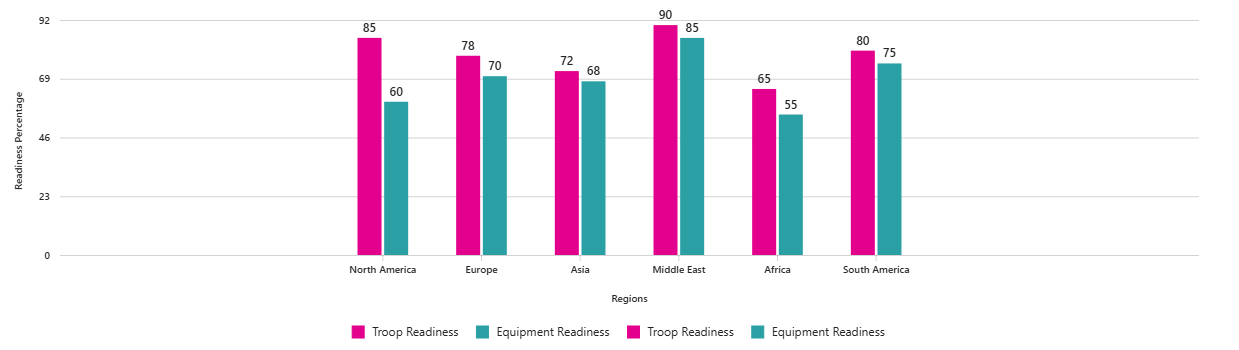 92
69
46
23
0
Readiness Percentage
85
60
78
70
72
68
90
85
65
55
80
75
North America
Europe
Asia
Middle East
Africa
South America
Regions
Troop Readiness
Equipment Readiness
Troop Readiness
Equipment Readiness